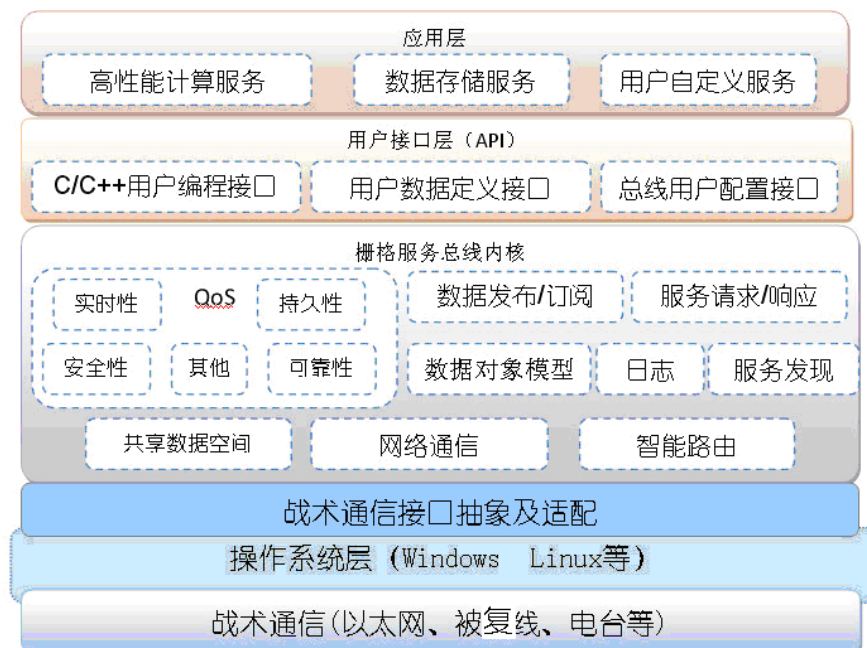 应用层
高性能计算服务 数据存储服务 用户自定义服务
用户接口层（API）
C/C++用户编程接口 用户数据定义接口 总线用户配置接口
栅格服务总线内核
实时性 QoS 持久性 数据发布/订阅 服务请求/响应
安全性 其他 可靠性 数据对象模型 日志 服务发现
共享数据空间 网络通信 智能路由
战术通信接口抽象及适配
操作系统层（Windows Linux等）
战术通信(以太网、被复线、电台等)